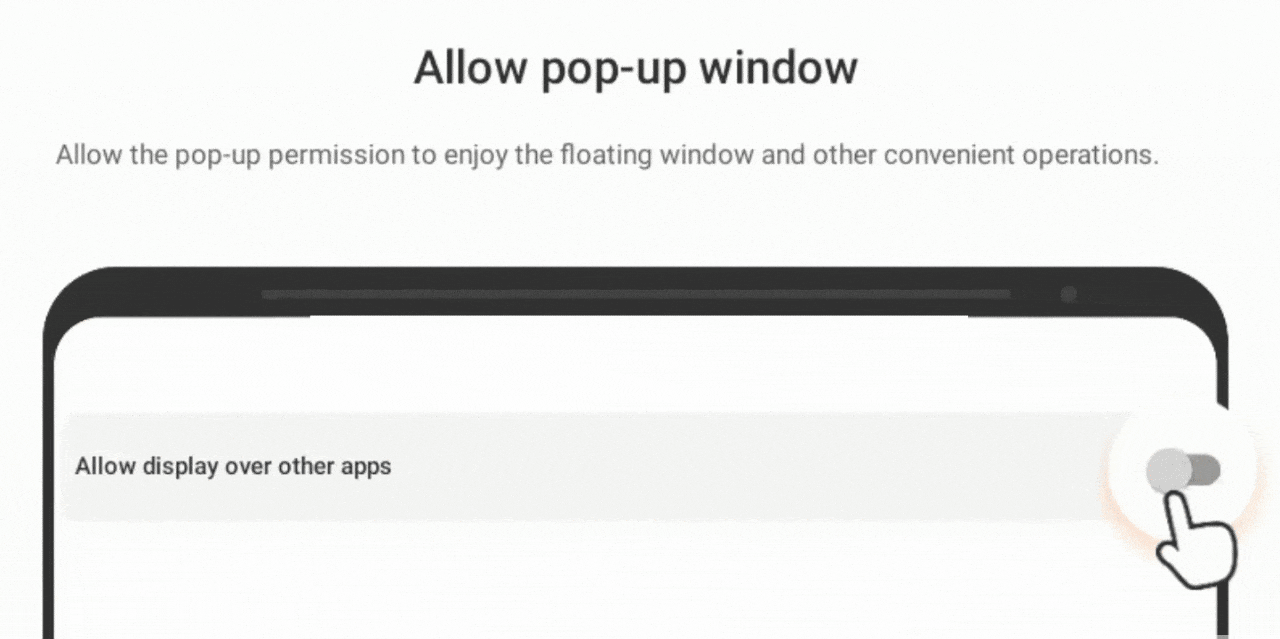 Allow pop-up window
Allow the pop-up permission to enjoy the floating window and other convenient operations.
Allow display over other apps